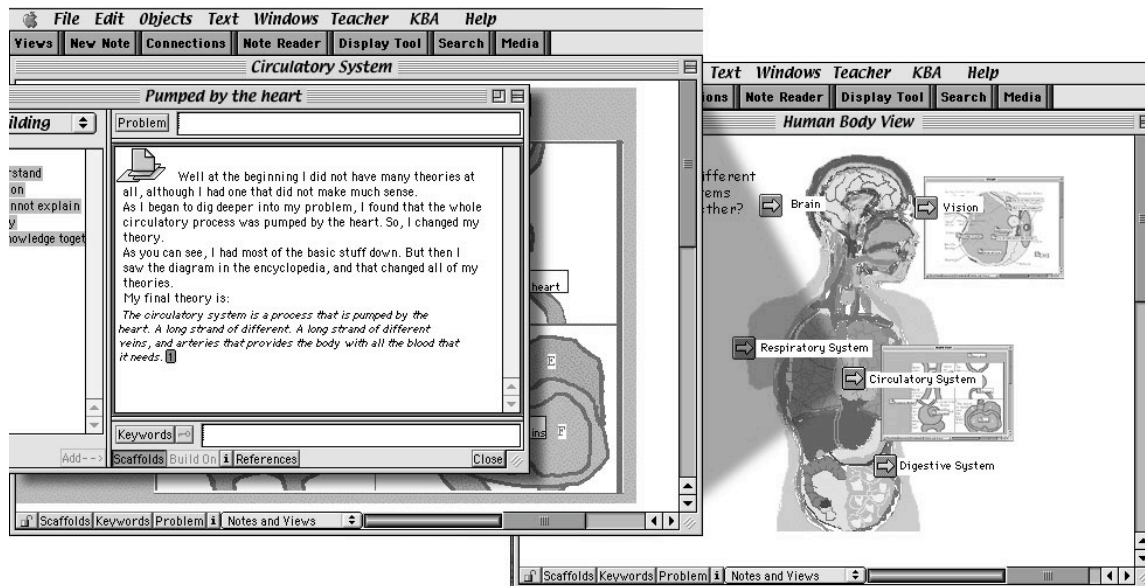 File Edit Objects Text Windows Teacher KBA Help
Views New Note Connections Note Reader Display Tool Search Media
Circulatory System
Pumped by the heart
ilding
Problem
rstand
on
nnot explain
y
nowledge toget
Well at the beginning I did not have many theories at
all, although I had one that did not make much sense.
As I began to dig deeper into my problem, I found that the whole
circulatory process was pumped by the heart. So, I changed my
theory.
As you can see, I had most of the basic stuff down. But then I
saw the diagram in the encyclopedia, and that changed all of my
theories.
My final theory is:
The circulatory system is a process that is pumped by the
heart. A long strand of different. A long strand of different
veins, and arteries that provides the body with all the blood that
it needs. 1
Keywords
Add-->
Scaffolds Build On i References Close
heart
E
ins F
Scaffolds Keywords Problem i Notes and Views
Text Windows Teacher KBA Help
ions Note Reader Display Tool Search Media
Human Body View
ifferent
tems
ther?
Brain
Vision
Respiratory System
Circulatory System
Digestive System
Scaffolds Keywords Problem i Notes and Views